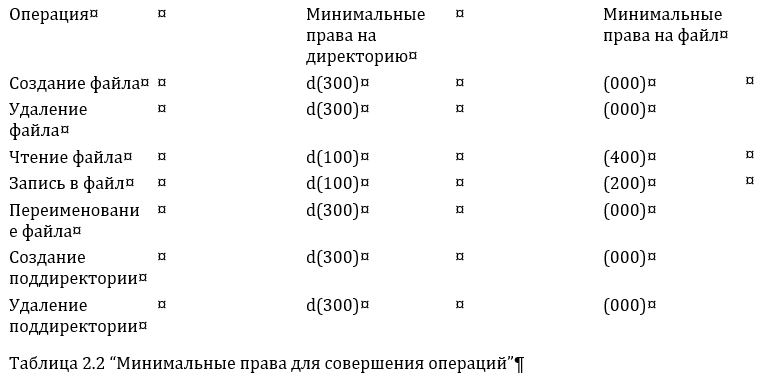 Операция¤ ¤ Минимальные ¤ Минимальные
права на права на файл¤
директорию¤
Создание файла¤ ¤ d(300)¤ ¤ (000)¤ ¤
Удаление ¤ d(300)¤ ¤ (000)¤
файла¤
Чтение файла¤ ¤ d(100)¤ ¤ (400)¤ ¤
Запись в файл¤ ¤ d(100)¤ ¤ (200)¤ ¤
Переименовани ¤ d(300)¤ ¤ (000)¤
е файла¤
Создание ¤ d(300)¤ ¤ (000)¤
поддиректории¤
Удаление ¤ d(300)¤ ¤ (000)¤
поддиректории¤
Таблица 2.2 “Минимальные права для совершения операций”¶